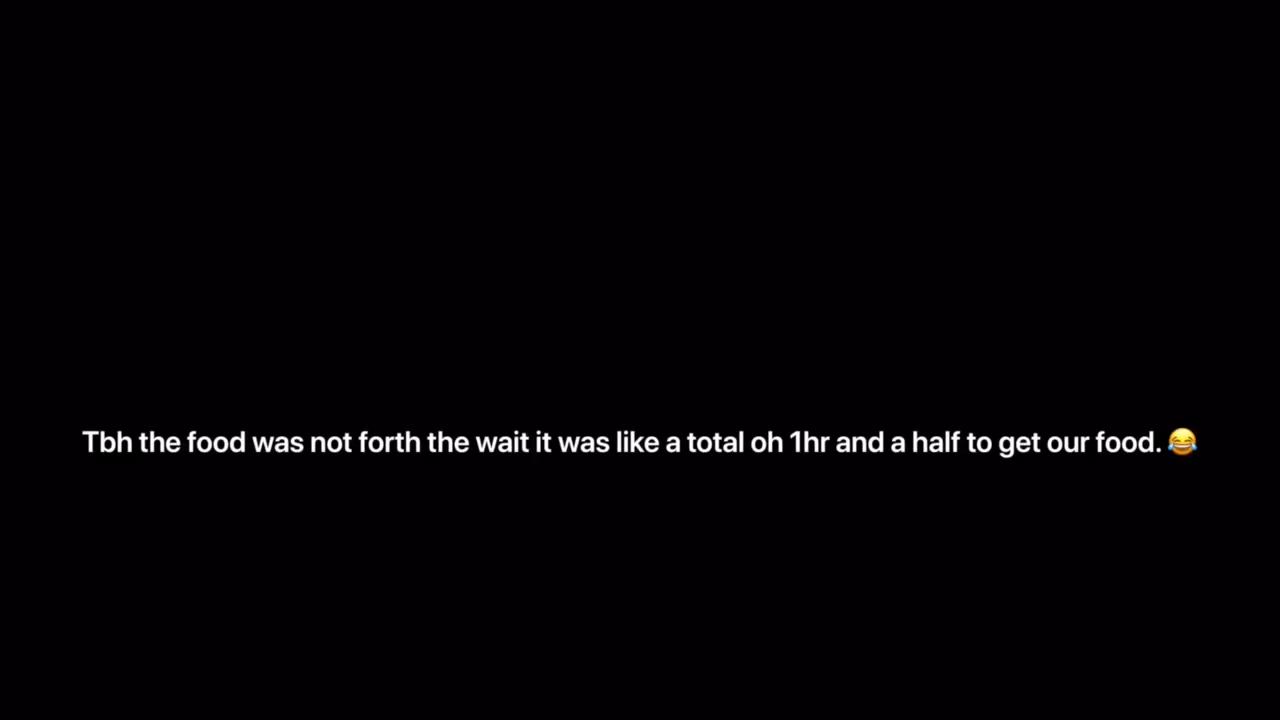 Tbh the food was not forth the wait it was like a total oh 1hr and a half to get our food. 😂